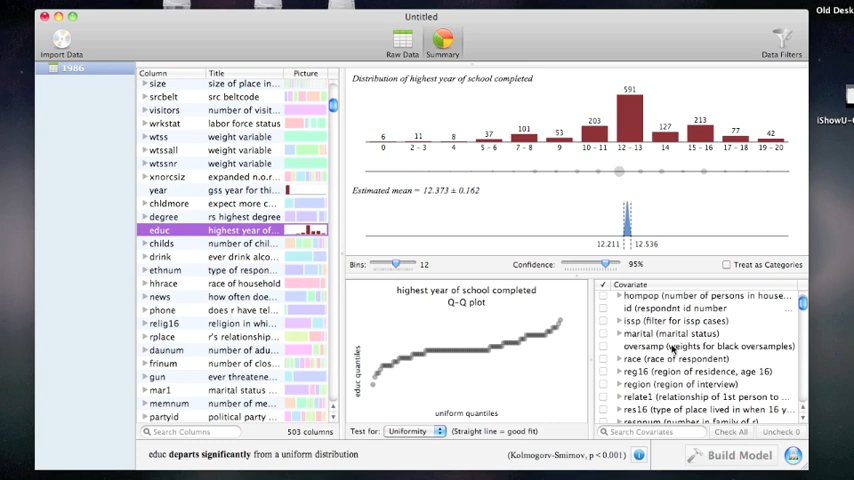 Untitled
Old Desk
Import Data
Raw Data
Summary
Data Filters
1986
Column Title Picture
size size of place in...
srcbelt src beltcode
visitors number of visit...
wrkstat labor force status
wtss weight variable
wtssall weight variable
wtssnr weight variable
xnorcsiz expanded n.o.r...
year gss year for thi...
chldmore expect more c...
degree rs highest degree
educ highest year of...
childs number of chil...
drink ever drink alco...
ethnum type of respon...
hhrace race of household
news how often doe...
phone does r have tel...
relig16 religion in whi...
rplace r's relationship...
daunum number of adu...
frinum number of clos...
gun ever threatene...
mar1 marital status ...
memnum number of me...
partyid political party ...
Search Columns
503 columns
Distribution of highest year of school completed
6 11 8 37 101 53 203 591 127 213 77 42
0 2 - 3 4 5 - 6 7 - 8 9 10 - 11 12 - 13 14 15 - 16 17 - 18 19 - 20
Estimated mean = 12.373 ± 0.162
12.211 12.536
Bins: 12
Confidence: 95%
Treat as Categories
highest year of school completed
Q-Q plot
educ quantiles
uniform quantiles
Test for: Uniformity (Straight line = good fit)
✓ Covariate
hompop (number of persons in house...
id (respondnt id number ...
issp (filter for issp cases)
marital (marital status)
oversamp (weights for black oversamples)
race (race of respondent)
reg16 (region of residence, age 16)
region (region of interview)
relate1 (relationship of 1st person to ...
res16 (type of place lived in when 16 y...
respnum (number in family of r)
Search Covariates
Check All
Uncheck 0
educ departs significantly from a uniform distribution
(Kolmogorv-Smirnov, p < 0.001)
Build Model